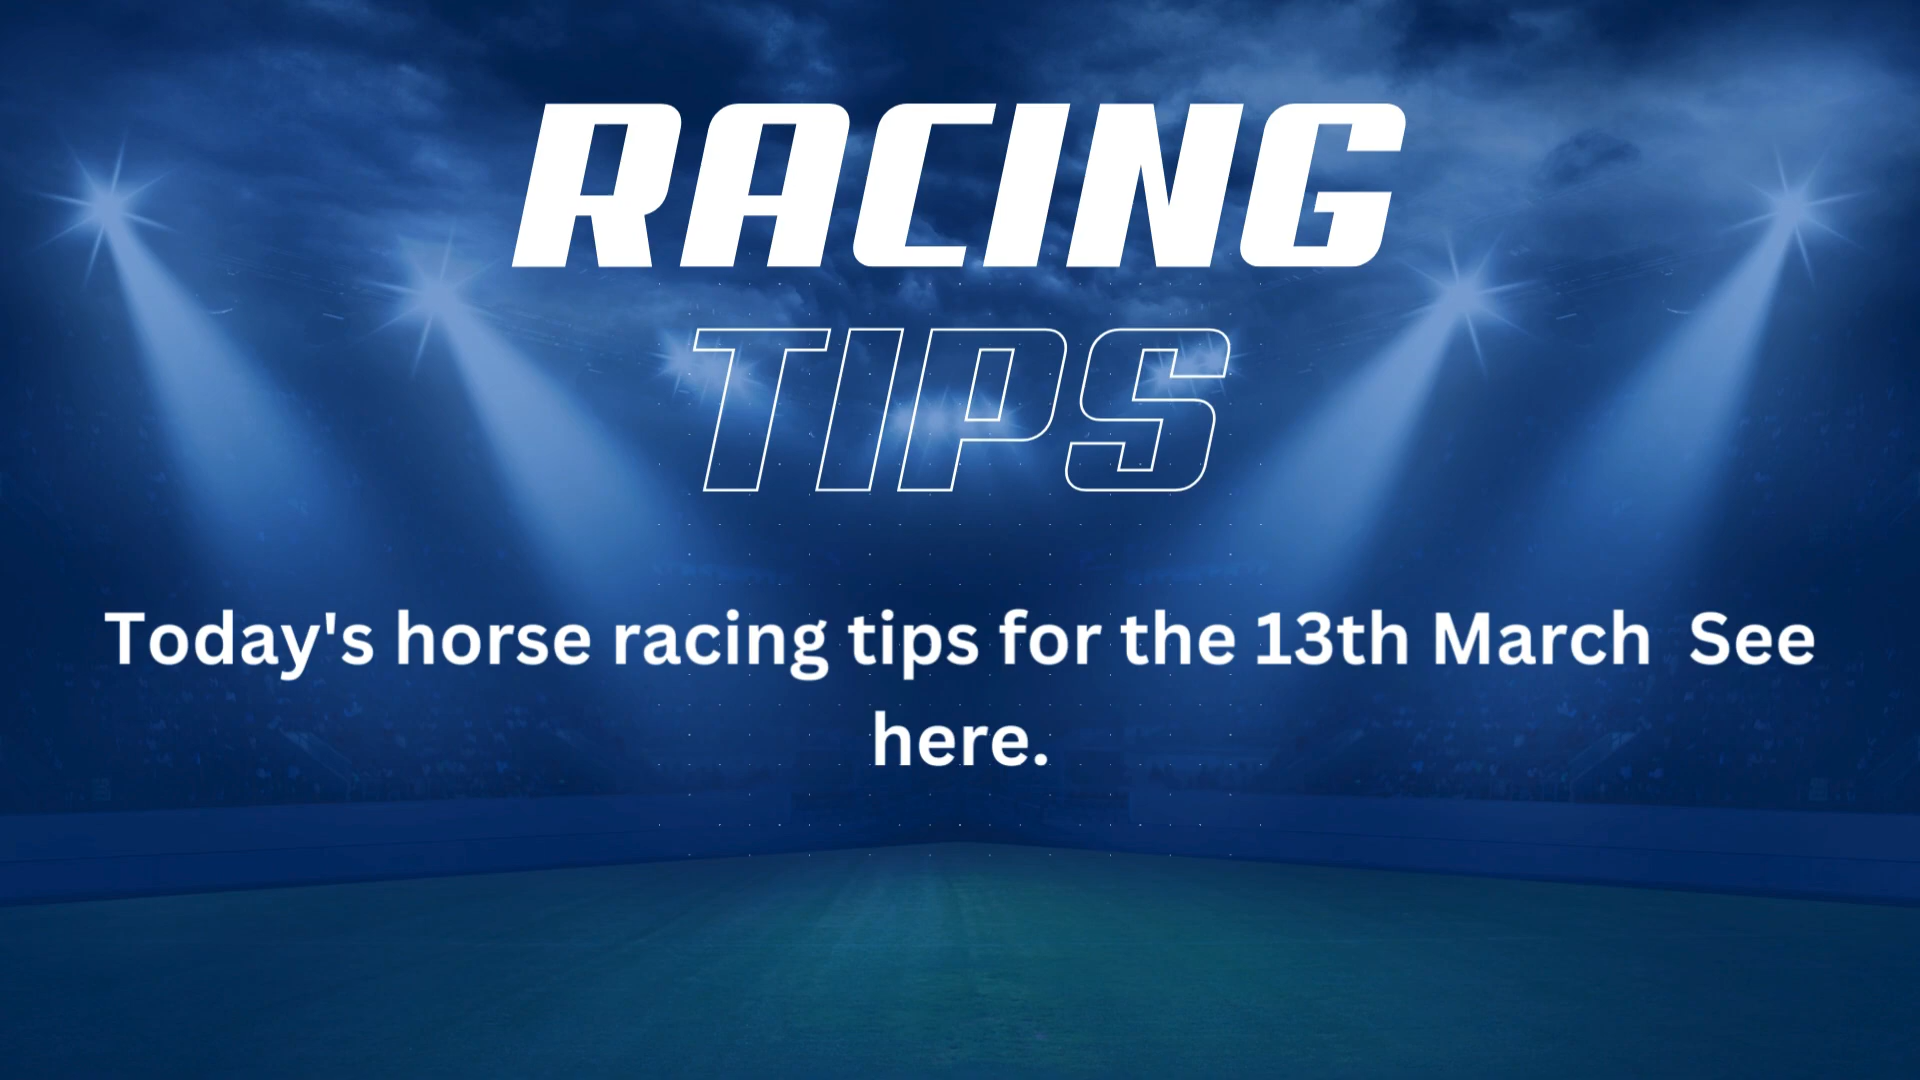 RACING
TIPS
Today's horse racing tips for the 13th March  See
here.